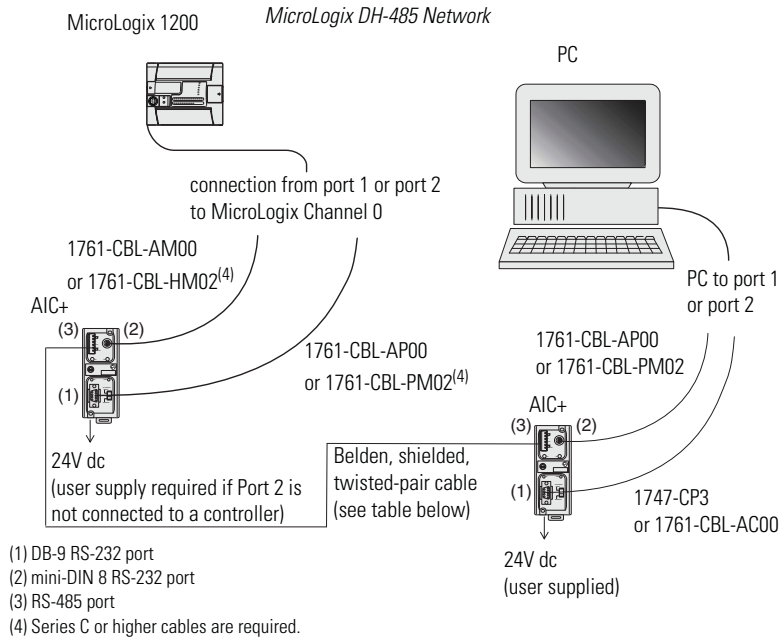 MicroLogix 1200
MicroLogix DH-485 Network
PC
connection from port 1 or port 2
to MicroLogix Channel 0
1761-CBL-AM00
or 1761-CBL-HM02(4)
AIC+
(3)
(2)
(1)
1761-CBL-AP00
or 1761-CBL-PM02(4)
24V dc
(user supply required if Port 2 is
not connected to a controller)
Belden, shielded,
twisted-pair cable
(see table below)
PC to port 1
or port 2
1761-CBL-AP00
or 1761-CBL-PM02
AIC+
(3)
(2)
(1)
1747-CP3
or 1761-CBL-AC00
24V dc
(user supplied)
(1) DB-9 RS-232 port
(2) mini-DIN 8 RS-232 port
(3) RS-485 port
(4) Series C or higher cables are required.